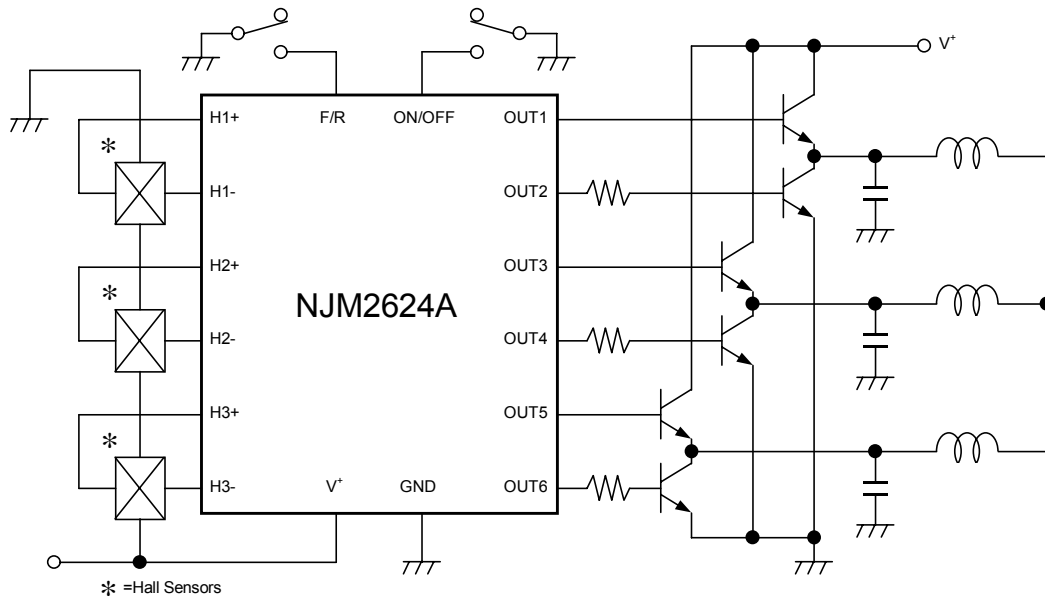 V⁺
H1+ F/R ON/OFF OUT1
*
H1- OUT2
H2+ OUT3
*
NJM2624A
H2- OUT4
H3+ OUT5
*
H3- V⁺ GND OUT6
* =Hall Sensors